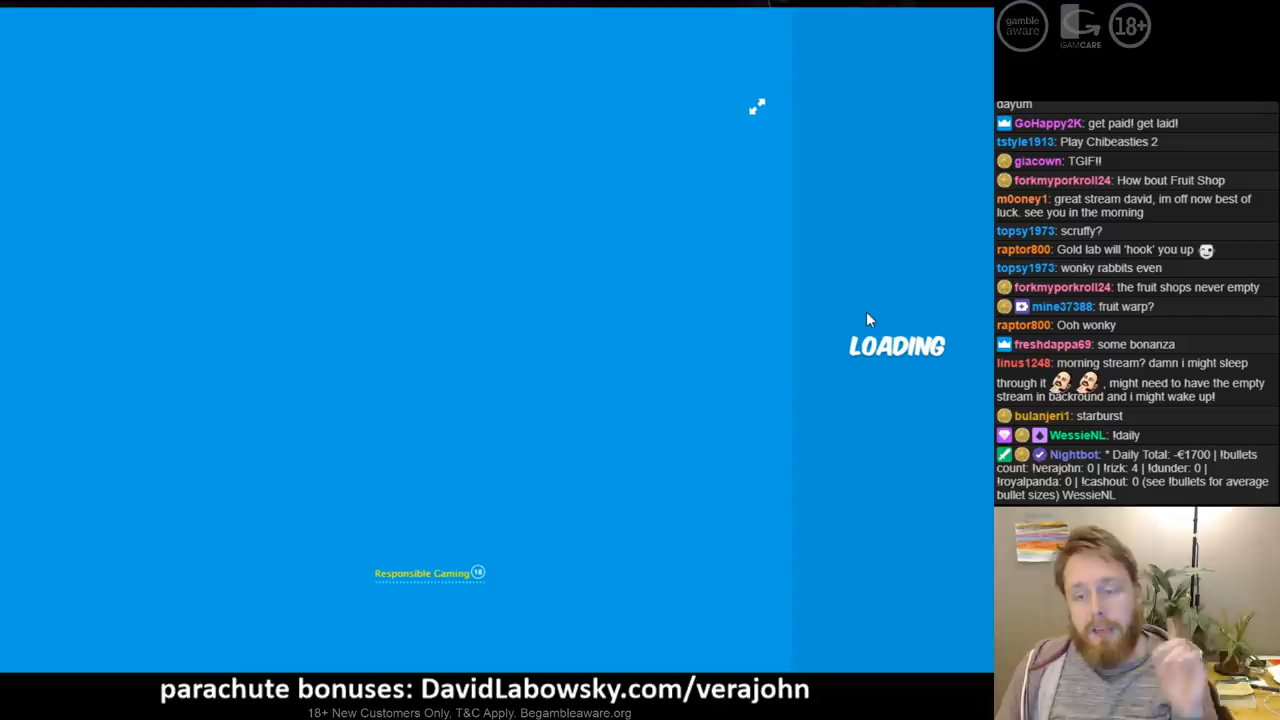 gamble
aware
GAMCARE
18+
dayum
GoHappy2K: get paid! get laid!
tstyle1913: Play Chibeasties 2
giacown: TGIF!!
forkmyporkroll24: How bout Fruit Shop
m0oney1: great stream david, im off now best of
luck. see you in the morning
topsy1973: scruffy?
raptor800: Gold lab will 'hook' you up
topsy1973: wonky rabbits even
forkmyporkroll24: the fruit shops never empty
mine37388: fruit warp?
raptor800: Ooh wonky
freshdappa69: some bonanza
linus1248: morning stream? damn i might sleep
through it , might need to have the empty
stream in backround and i might wake up!
bulanjeri1: starburst
WessieNL: !daily
Nightbot: * Daily Total: -€1700 | !bullets
count: !verajohn: 0 | !rizk: 4 | !dunder: 0 |
!royalpanda: 0 | !cashout: 0 (see !bullets for average
bullet sizes) WessieNL
LOADING
Responsible Gaming 18
parachute bonuses: DavidLabowsky.com/verajohn
18+ New Customers Only, T&C Apply. Begambleaware.org